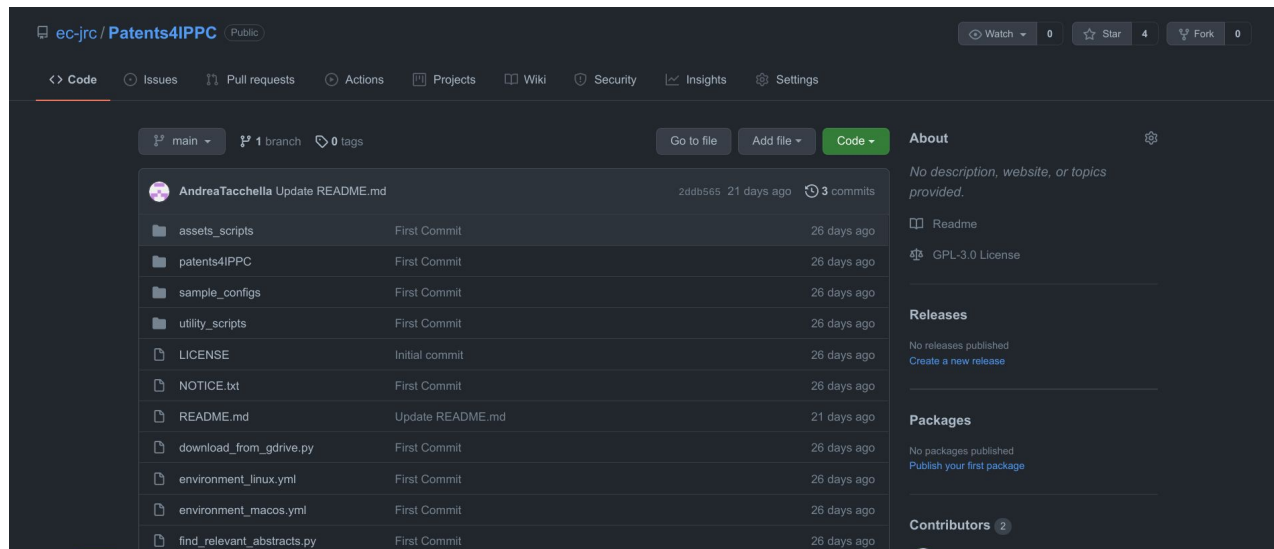 ec-jrc / Patents4IPPC Public Watch 0 Star 4 Fork 0
<> Code Issues Pull requests Actions Projects Wiki Security Insights Settings
main 1 branch 0 tags Go to file Add file Code
AndreaTacchella Update README.md 2ddb565 21 days ago 3 commits
assets_scripts First Commit 26 days ago
patents4IPPC First Commit 26 days ago
sample_configs First Commit 26 days ago
utility_scripts First Commit 26 days ago
LICENSE Initial commit 26 days ago
NOTICE.txt First Commit 26 days ago
README.md Update README.md 21 days ago
download_from_gdrive.py First Commit 26 days ago
environment_linux.yml First Commit 26 days ago
environment_macos.yml First Commit 26 days ago
find_relevant_abstracts.py First Commit 26 days ago
About
No description, website, or topics
provided.
Readme
GPL-3.0 License
Releases
No releases published
Create a new release
Packages
No packages published
Publish your first package
Contributors 2